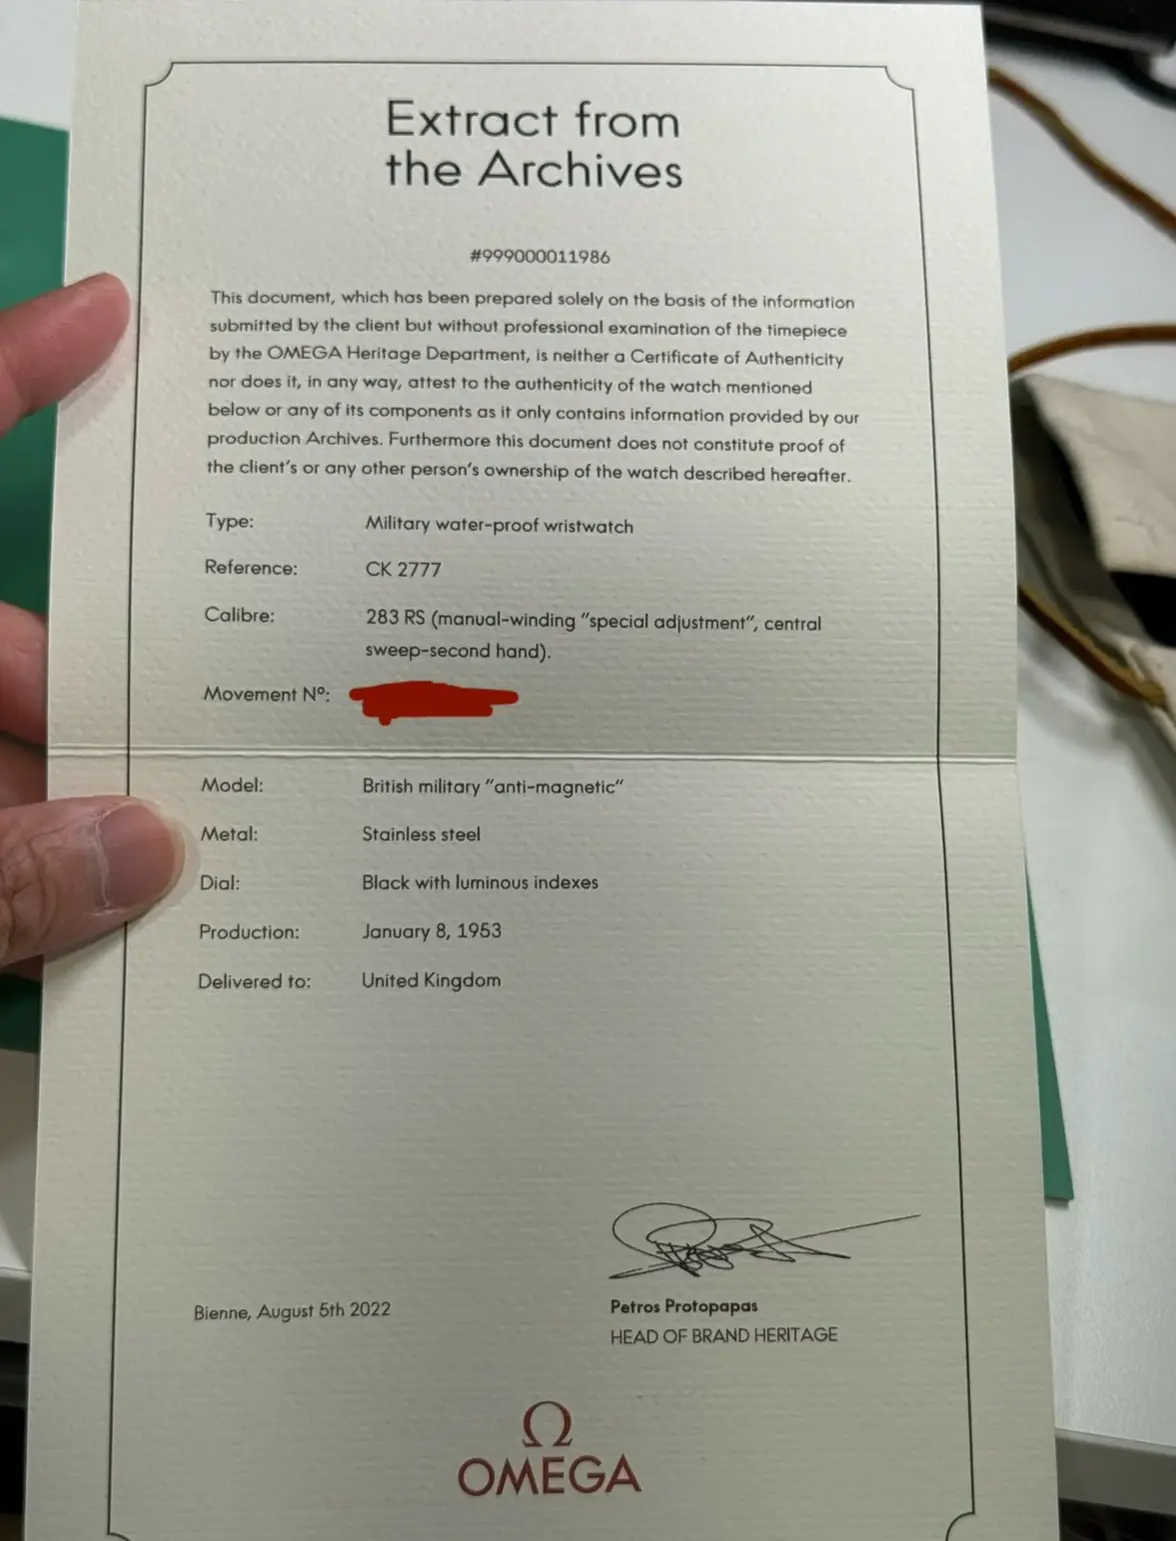 Extract from
the Archives
#999000011986
This document, which has been prepared solely on the basis of the information
submitted by the client but without professional examination of the timepiece
by the OMEGA Heritage Department, is neither a Certificate of Authenticity
nor does it, in any way, attest to the authenticity of the watch mentioned
below or any of its components as it only contains information provided by our
production Archives. Furthermore this document does not constitute proof of
the client's or any other person's ownership of the watch described hereafter.
Type: Military water-proof wristwatch
Reference: CK 2777
Calibre: 283 RS (manual-winding "special adjustment", central
sweep-second hand).
Movement Nº:
Model: British military "anti-magnetic"
Metal: Stainless steel
Dial: Black with luminous indexes
Production: January 8, 1953
Delivered to: United Kingdom
Bienne, August 5th 2022
Petros Protopapas
HEAD OF BRAND HERITAGE
Ω
OMEGA